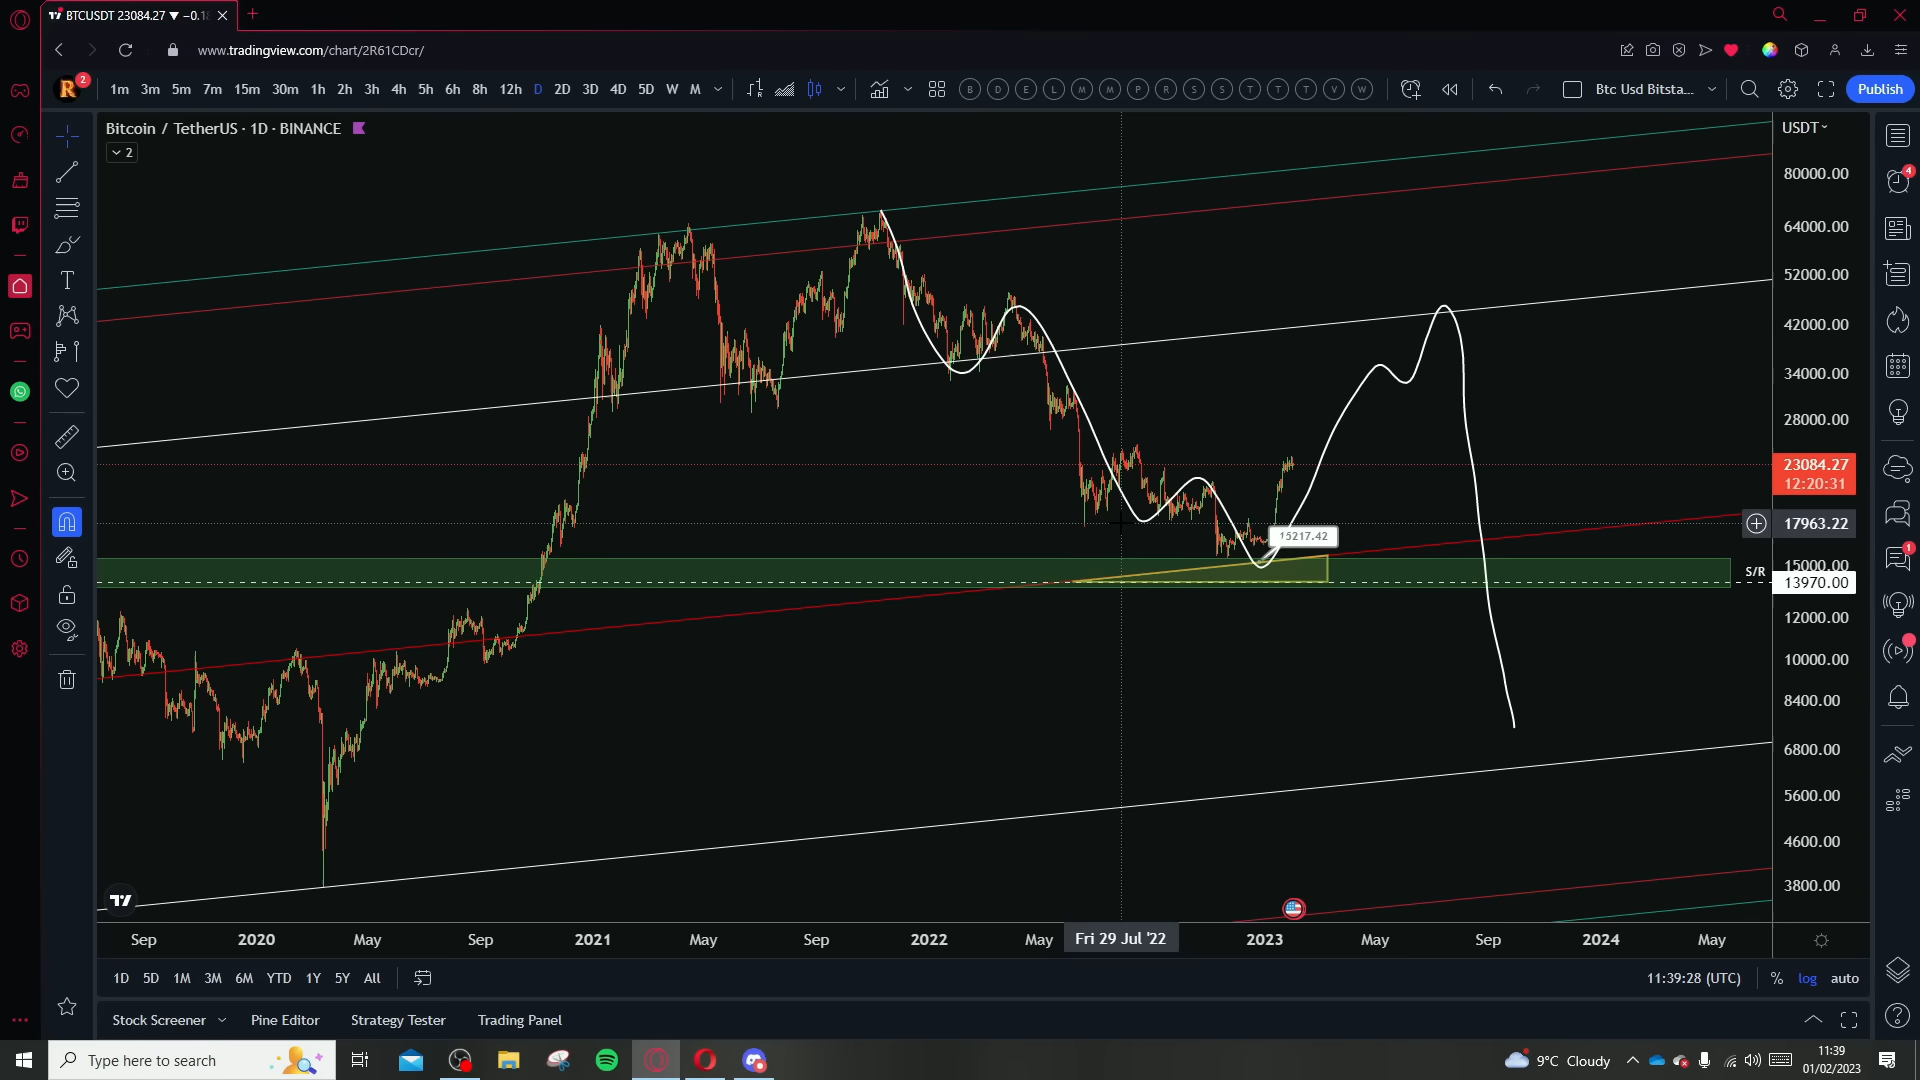 BTCUSDT 23084.27 ▼ −0.18
www.tradingview.com/chart/2R61CDcr/
R 2 1m 3m 5m 7m 15m 30m 1h 2h 3h 4h 5h 6h 8h 12h D 2D 3D 4D 5D W M B D E L M M P R S S T T T V W Btc Usd Bitsta... Publish
Bitcoin / TetherUS · 1D · BINANCE
2
USDT
80000.00
64000.00
52000.00
42000.00
34000.00
28000.00
23084.27
12:20:31
17963.22
15217.42
15000.00
S/R
13970.00
12000.00
10000.00
8400.00
6800.00
5600.00
4600.00
3800.00
4
1
Sep 2020 May Sep 2021 May Sep 2022 May Fri 29 Jul '22 2023 May Sep 2024 May
1D 5D 1M 3M 6M YTD 1Y 5Y All 11:39:28 (UTC) % log auto
Stock Screener Pine Editor Strategy Tester Trading Panel
Type here to search 9°C Cloudy 11:39
01/02/2023